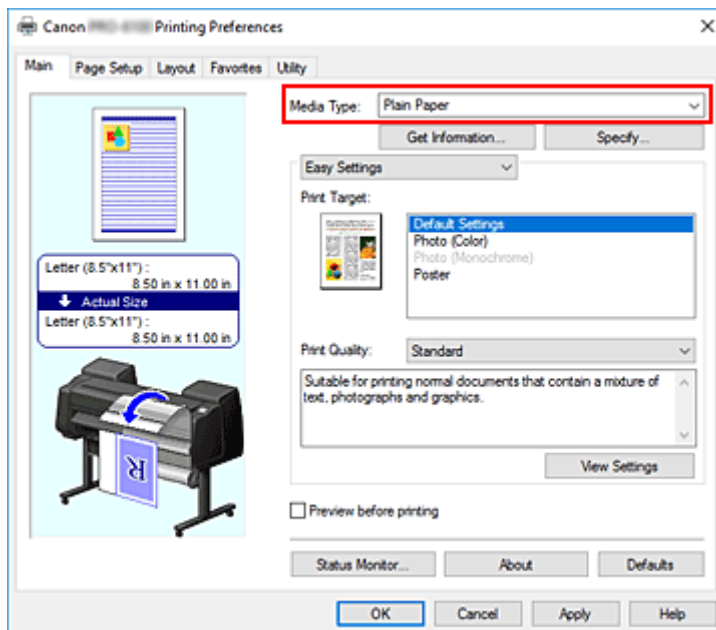 Canon Printing Preferences
Main Page Setup Layout Favorites Utility
Media Type: Plain Paper
Get Information... Specify...
Easy Settings
Print Target:
Default Settings
Photo (Color)
Photo (Monochrome)
Poster
Letter (8.5"x11") :
8.50 in x 11.00 in
Actual Size
Letter (8.5"x11") :
8.50 in x 11.00 in
R
Print Quality: Standard
Suitable for printing normal documents that contain a mixture of
text, photographs and graphics.
View Settings
Preview before printing
Status Monitor... About Defaults
OK Cancel Apply Help